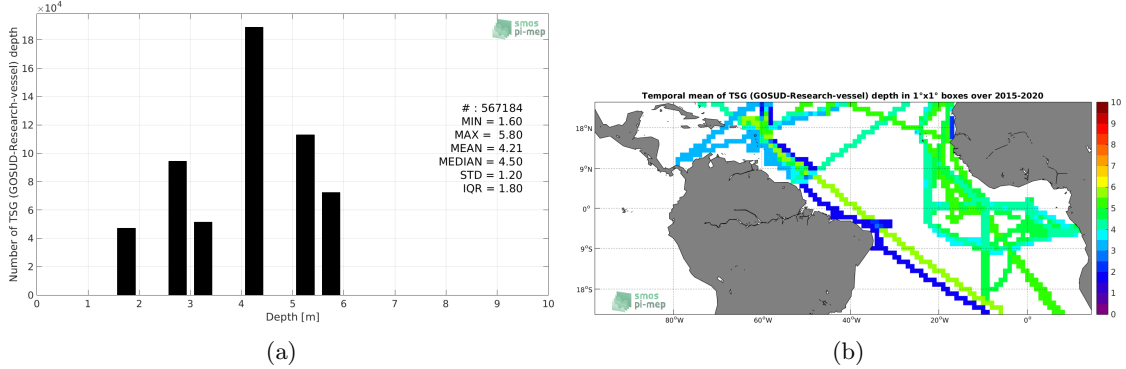 ×10⁴
18
16
14
12
10
8
6
4
2
0
Number of TSG (GOSUD-Research-vessel) depth
0 1 2 3 4 5 6 7 8 9 10
Depth [m]
smos
pi-mep
# : 567184
MIN = 1.60
MAX = 5.80
MEAN = 4.21
MEDIAN = 4.50
STD = 1.20
IQR = 1.80
(a)
Temporal mean of TSG (GOSUD-Research-vessel) depth in 1°x1° boxes over 2015-2020
18°N
9°N
0°
9°S
18°S
80°W 60°W 40°W 20°W 0°
smos
pi-mep
10
9
8
7
6
5
4
3
2
1
0
(b)